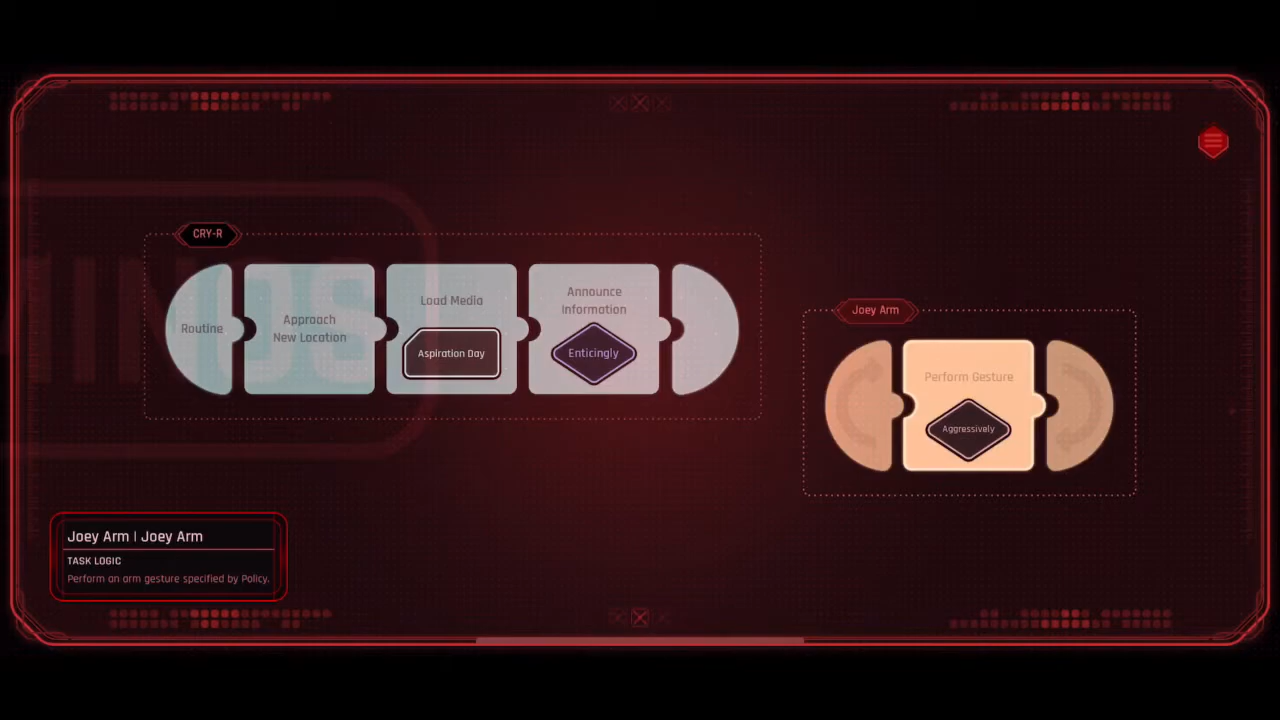 CRY-R
Routine
Approach
New Location
Load Media
Aspiration Day
Announce
Information
Enticingly
Joey Arm
Perform Gesture
Aggressively
Joey Arm | Joey Arm
TASK LOGIC
Perform an arm gesture specified by Policy.